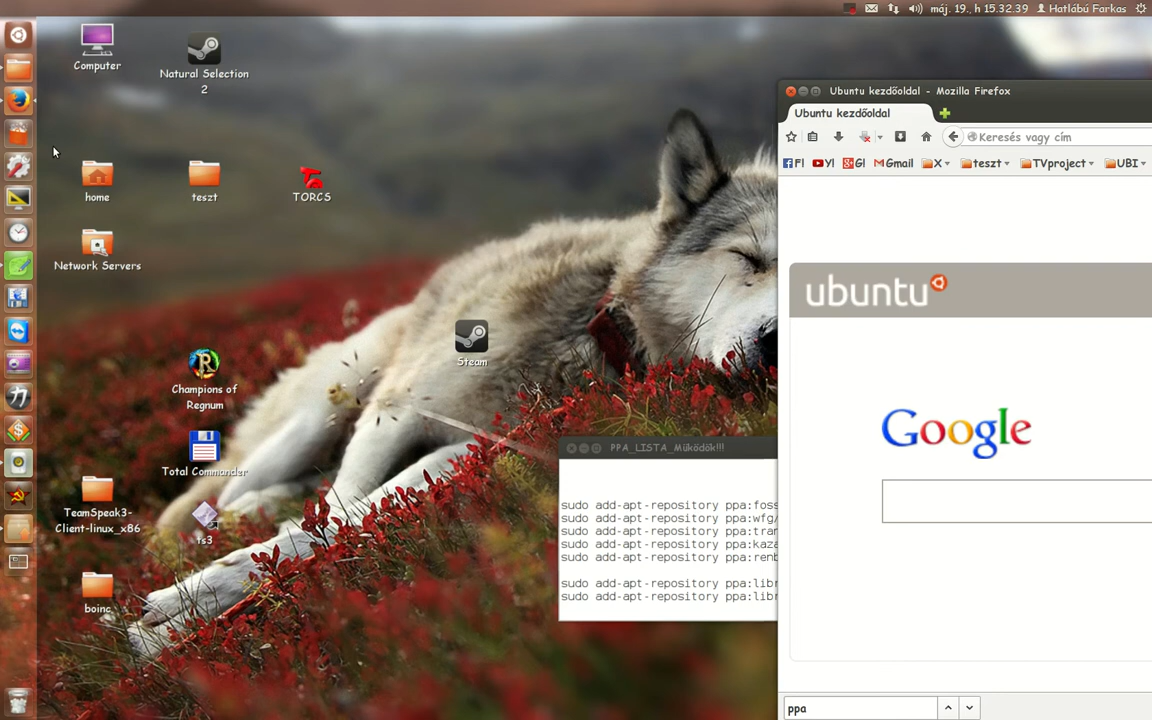 máj. 19., h 15.32.39 Hatlábú Farkas
Computer
Natural Selection
2
home
teszt
TORCS
Network Servers
Steam
Champions of
Regnum
Total Commander
TeamSpeak3-
Client-linux_x86
ts3
boinc
Ubuntu kezdőoldal - Mozilla Firefox
Ubuntu kezdőoldal
Keresés vagy cím
F! Y! G! Gmail X teszt TVproject UBI
ubuntu
Google
PPA_LISTA_Működők!!!
sudo add-apt-repository ppa:foss
sudo add-apt-repository ppa:wfg/
sudo add-apt-repository ppa:tran
sudo add-apt-repository ppa:kaza
sudo add-apt-repository ppa:renb
sudo add-apt-repository ppa:libr
sudo add-apt-repository ppa:libr
ppa